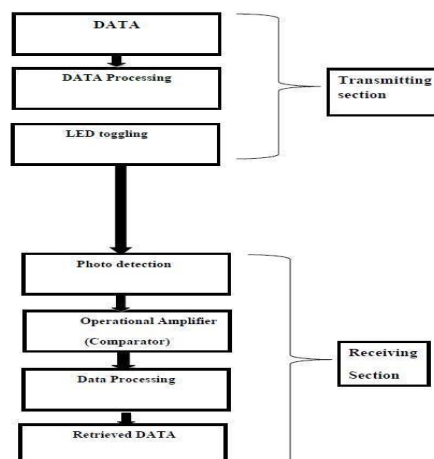 DATA
DATA Processing
Transmitting
section
LED toggling
Photo detection
Operational Amplifier
(Comparator)
Receiving
Section
Data Processing
Retrieved DATA